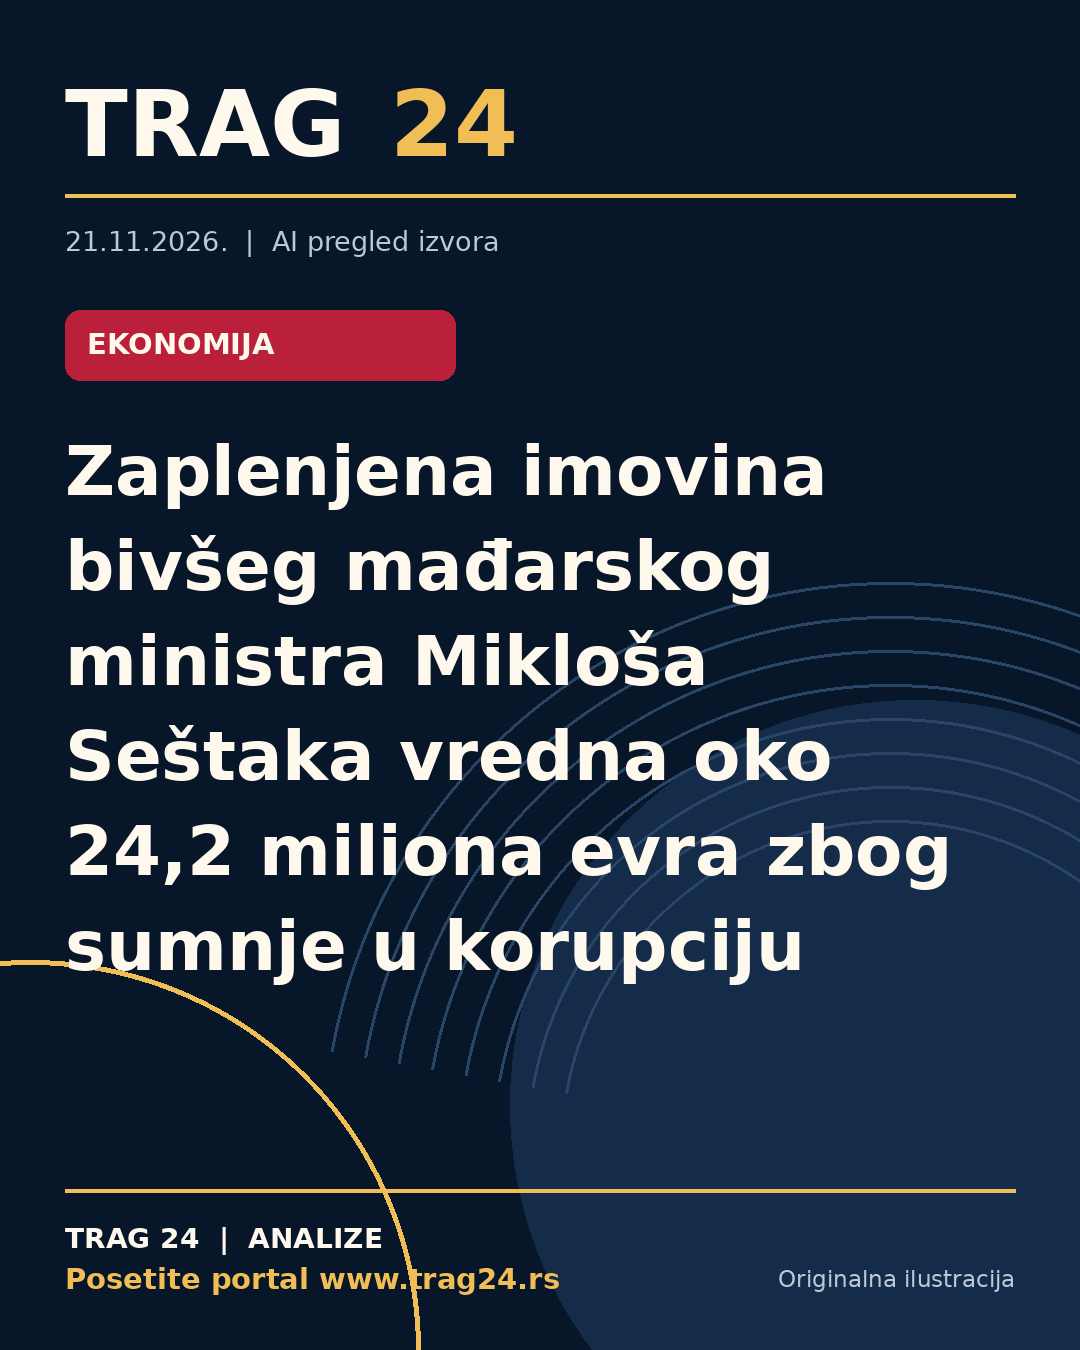 TRAG 24
21.11.2026. | AI pregled izvora
EKONOMIJA
Zaplenjena imovina
bivšeg mađarskog
ministra Mikloša
Seštaka vredna oko
24,2 miliona evra zbog
sumnje u korupciju
TRAG 24 | ANALIZE
Posetite portal www.trag24.rs
Originalna ilustracija